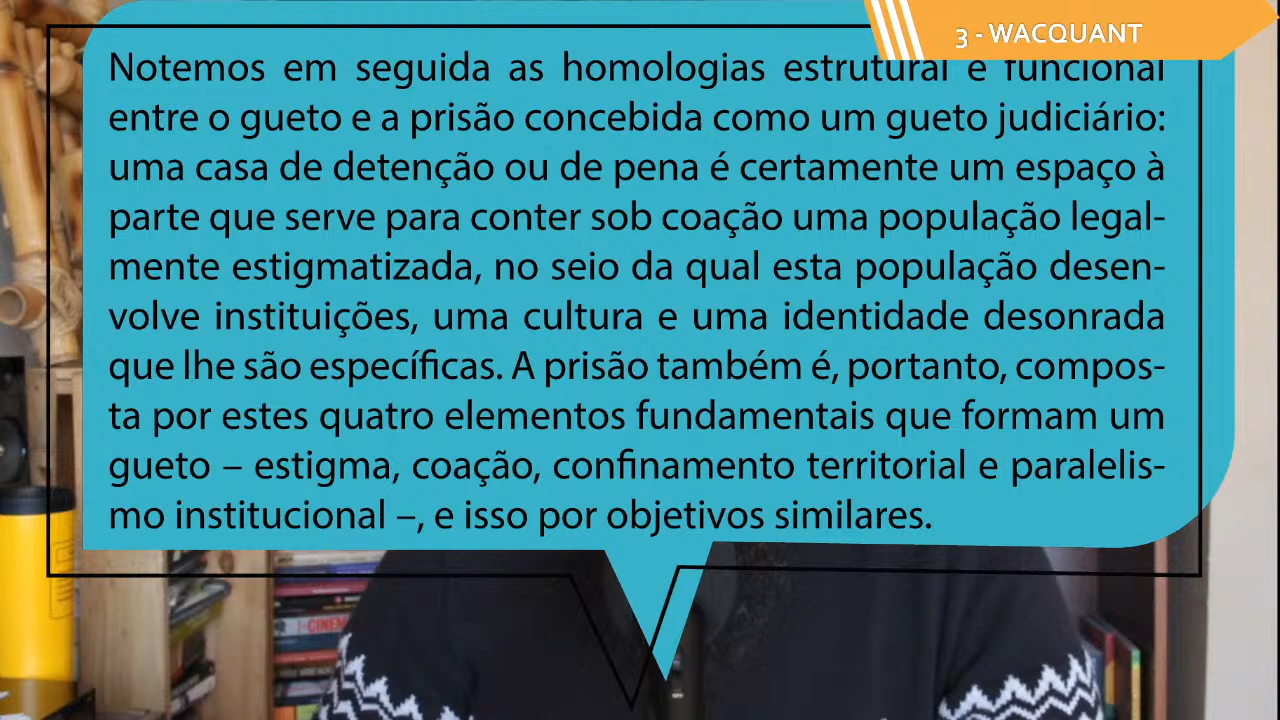 3 - WACQUANT
Notemos em seguida as homologias estrutural e funcional
entre o gueto e a prisão concebida como um gueto judiciário:
uma casa de detenção ou de pena é certamente um espaço à
parte que serve para conter sob coação uma população legal-
mente estigmatizada, no seio da qual esta população desen-
volve instituições, uma cultura e uma identidade desonrada
que lhe são específicas. A prisão também é, portanto, compos-
ta por estes quatro elementos fundamentais que formam um
gueto – estigma, coação, confinamento territorial e paralelis-
mo institucional –, e isso por objetivos similares.
CINEM